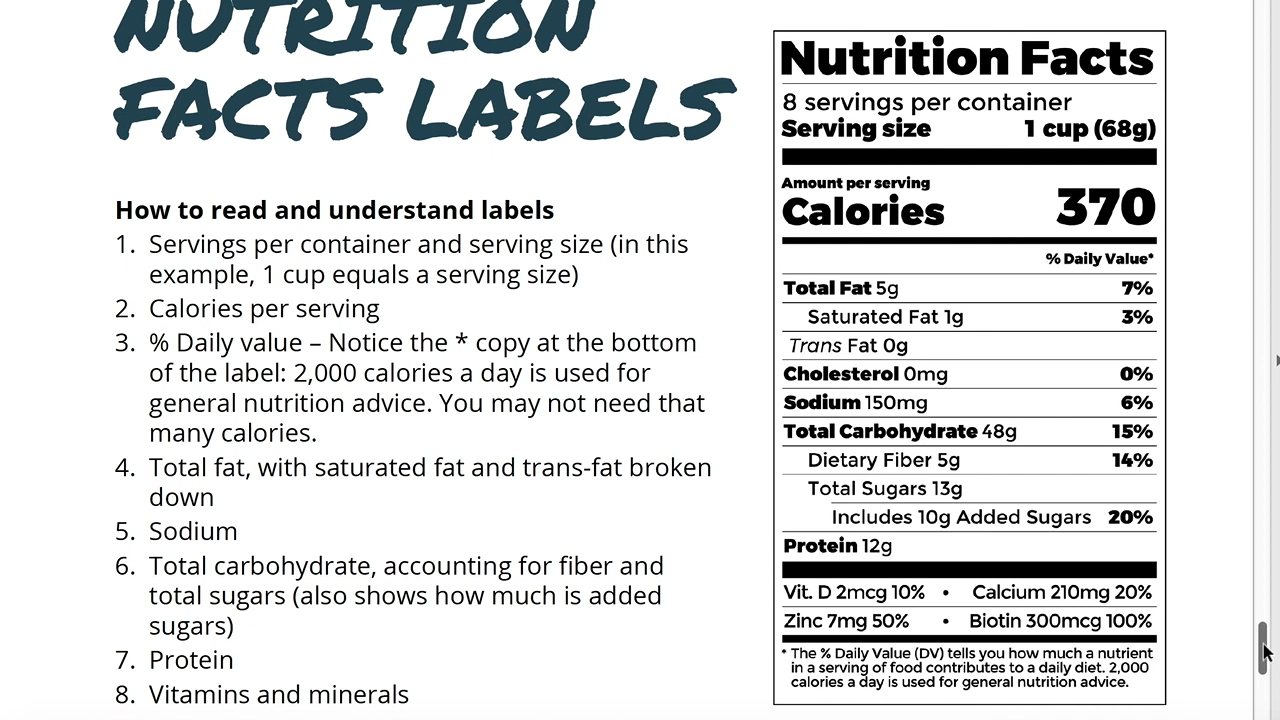 NUTRITION
FACTS LABELS
How to read and understand labels
1. Servings per container and serving size (in this
example, 1 cup equals a serving size)
2. Calories per serving
3. % Daily value – Notice the * copy at the bottom
of the label: 2,000 calories a day is used for
general nutrition advice. You may not need that
many calories.
4. Total fat, with saturated fat and trans-fat broken
down
5. Sodium
6. Total carbohydrate, accounting for fiber and
total sugars (also shows how much is added
sugars)
7. Protein
8. Vitamins and minerals
Nutrition Facts
8 servings per container
Serving size 1 cup (68g)
Amount per serving
Calories 370
% Daily Value*
Total Fat 5g 7%
Saturated Fat 1g 3%
Trans Fat 0g
Cholesterol 0mg 0%
Sodium 150mg 6%
Total Carbohydrate 48g 15%
Dietary Fiber 5g 14%
Total Sugars 13g
Includes 10g Added Sugars 20%
Protein 12g
Vit. D 2mcg 10% • Calcium 210mg 20%
Zinc 7mg 50% • Biotin 300mcg 100%
* The % Daily Value (DV) tells you how much a nutrient
in a serving of food contributes to a daily diet. 2,000
calories a day is used for general nutrition advice.